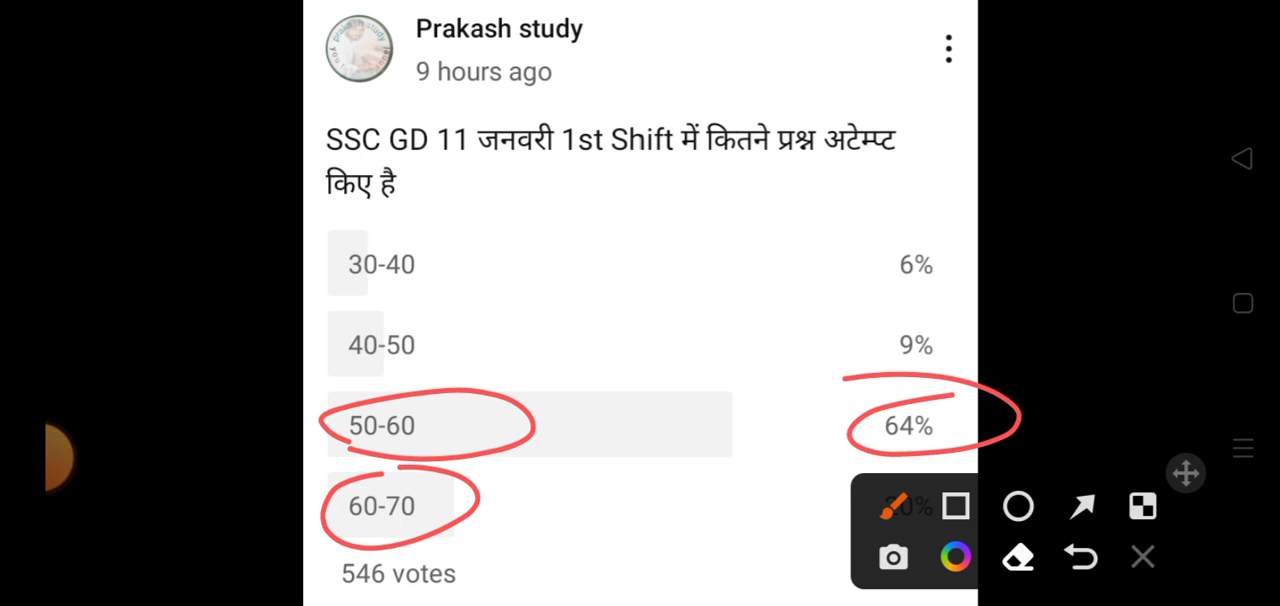 Prakash study
9 hours ago
SSC GD 11 जनवरी 1st Shift में कितने प्रश्न अटेम्प्ट
किए है
30-40 6%
40-50 9%
50-60 64%
60-70
546 votes